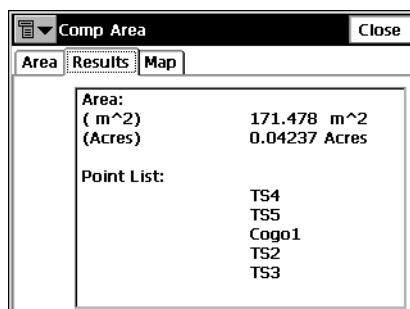 Comp Area Close
Area Results Map
Area:
( m^2) 171.478 m^2
(Acres) 0.04237 Acres
Point List:
TS4
TS5
Cogo1
TS2
TS3